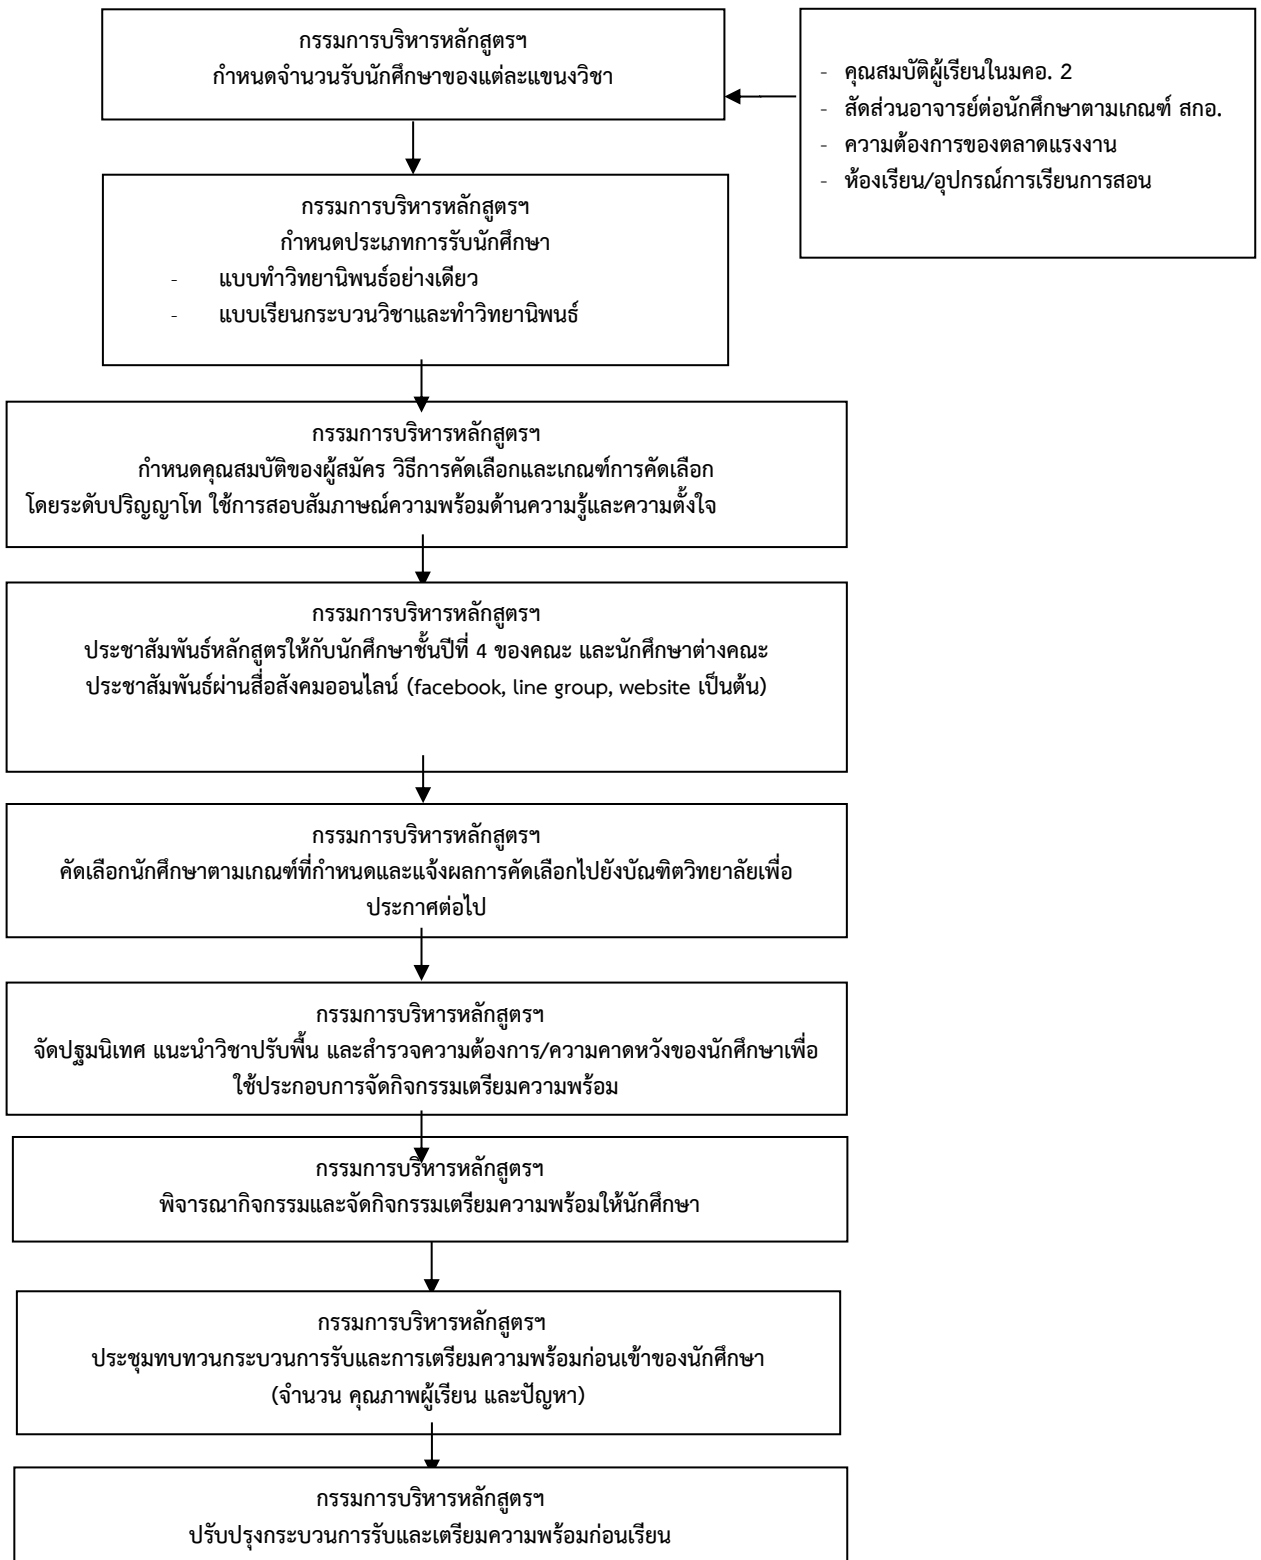 กรรมการบริหารหลักสูตรฯ
กำหนดจำนวนรับนักศึกษาของแต่ละแขนงวิชา
- คุณสมบัติผู้เรียนในมคอ. 2
- สัดส่วนอาจารย์ต่อนักศึกษาตามเกณฑ์ สกอ.
- ความต้องการของตลาดแรงงาน
- ห้องเรียน/อุปกรณ์การเรียนการสอน
กรรมการบริหารหลักสูตรฯ
กำหนดประเภทการรับนักศึกษา
- แบบทำวิทยานิพนธ์อย่างเดียว
- แบบเรียนกระบวนวิชาและทำวิทยานิพนธ์
กรรมการบริหารหลักสูตรฯ
กำหนดคุณสมบัติของผู้สมัคร วิธีการคัดเลือกและเกณฑ์การคัดเลือก
โดยระดับปริญญาโท ใช้การสอบสัมภาษณ์ความพร้อมด้านความรู้และความตั้งใจ
กรรมการบริหารหลักสูตรฯ
ประชาสัมพันธ์หลักสูตรให้กับนักศึกษาชั้นปีที่ 4 ของคณะ และนักศึกษาต่างคณะ
ประชาสัมพันธ์ผ่านสื่อสังคมออนไลน์ (facebook, line group, website เป็นต้น)
กรรมการบริหารหลักสูตรฯ
คัดเลือกนักศึกษาตามเกณฑ์ที่กำหนดและแจ้งผลการคัดเลือกไปยังบัณฑิตวิทยาลัยเพื่อ
ประกาศต่อไป
กรรมการบริหารหลักสูตรฯ
จัดปฐมนิเทศ แนะนำวิชาปรับพื้น และสำรวจความต้องการ/ความคาดหวังของนักศึกษาเพื่อ
ใช้ประกอบการจัดกิจกรรมเตรียมความพร้อม
กรรมการบริหารหลักสูตรฯ
พิจารณากิจกรรมและจัดกิจกรรมเตรียมความพร้อมให้นักศึกษา
กรรมการบริหารหลักสูตรฯ
ประชุมทบทวนกระบวนการรับและการเตรียมความพร้อมก่อนเข้าของนักศึกษา
(จำนวน คุณภาพผู้เรียน และปัญหา)
กรรมการบริหารหลักสูตรฯ
ปรับปรุงกระบวนการรับและเตรียมความพร้อมก่อนเรียน